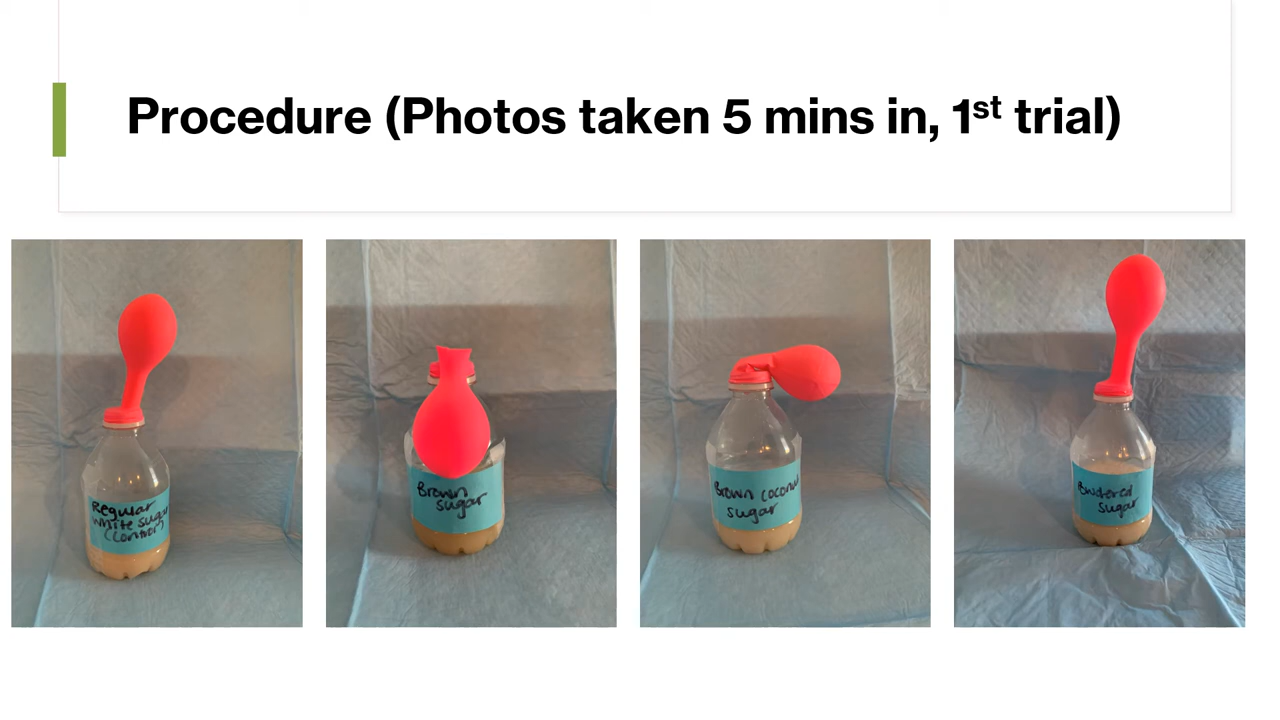 Procedure (Photos taken 5 mins in, 1st trial)
Regular
white sugar
(control)
Brown
sugar
Brown coconut
sugar
Powdered
sugar